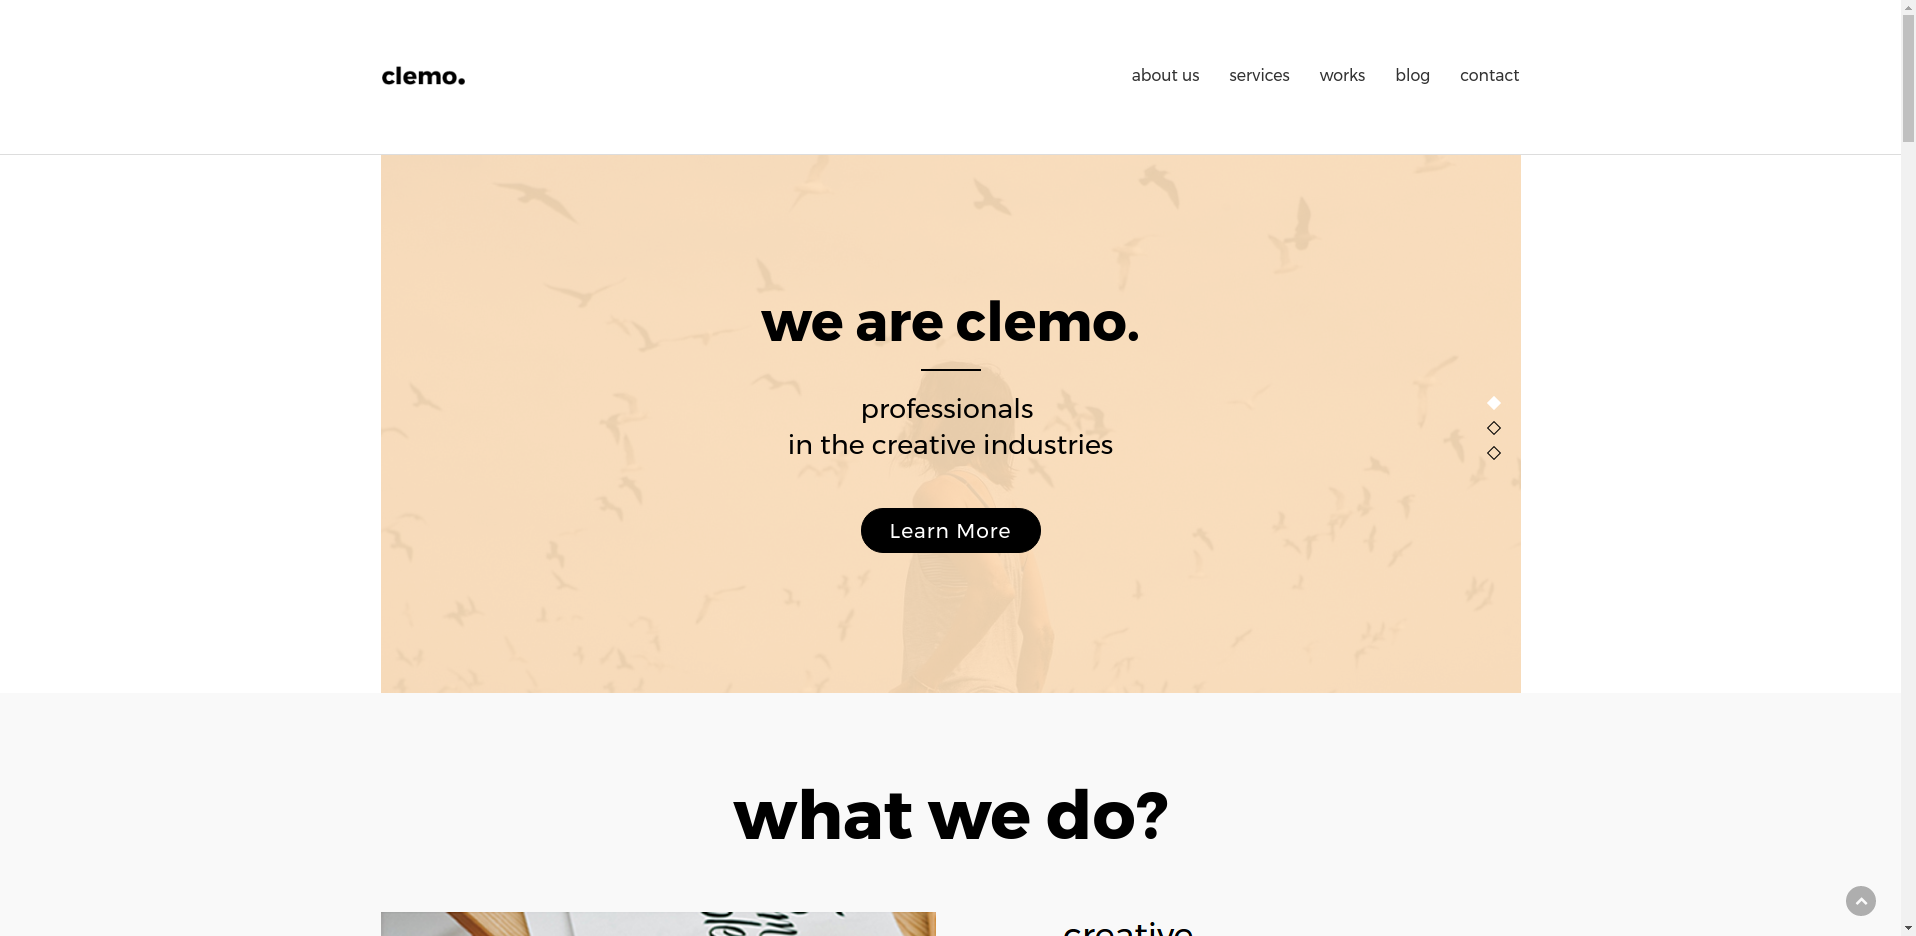 clemo.
about us services works blog contact
we are clemo.
professionals
in the creative industries
Learn More
what we do?
creative